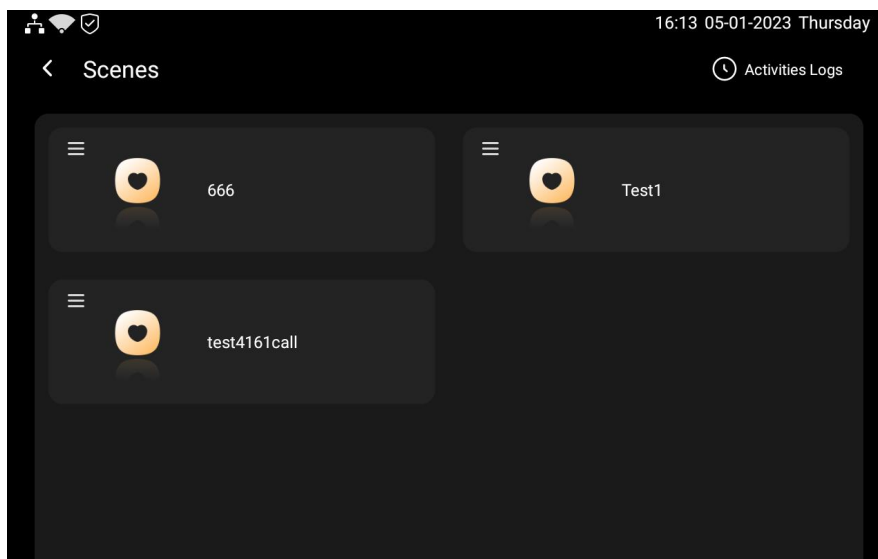 16:13 05-01-2023 Thursday
Scenes
Activities Logs
666
Test1
test4161call